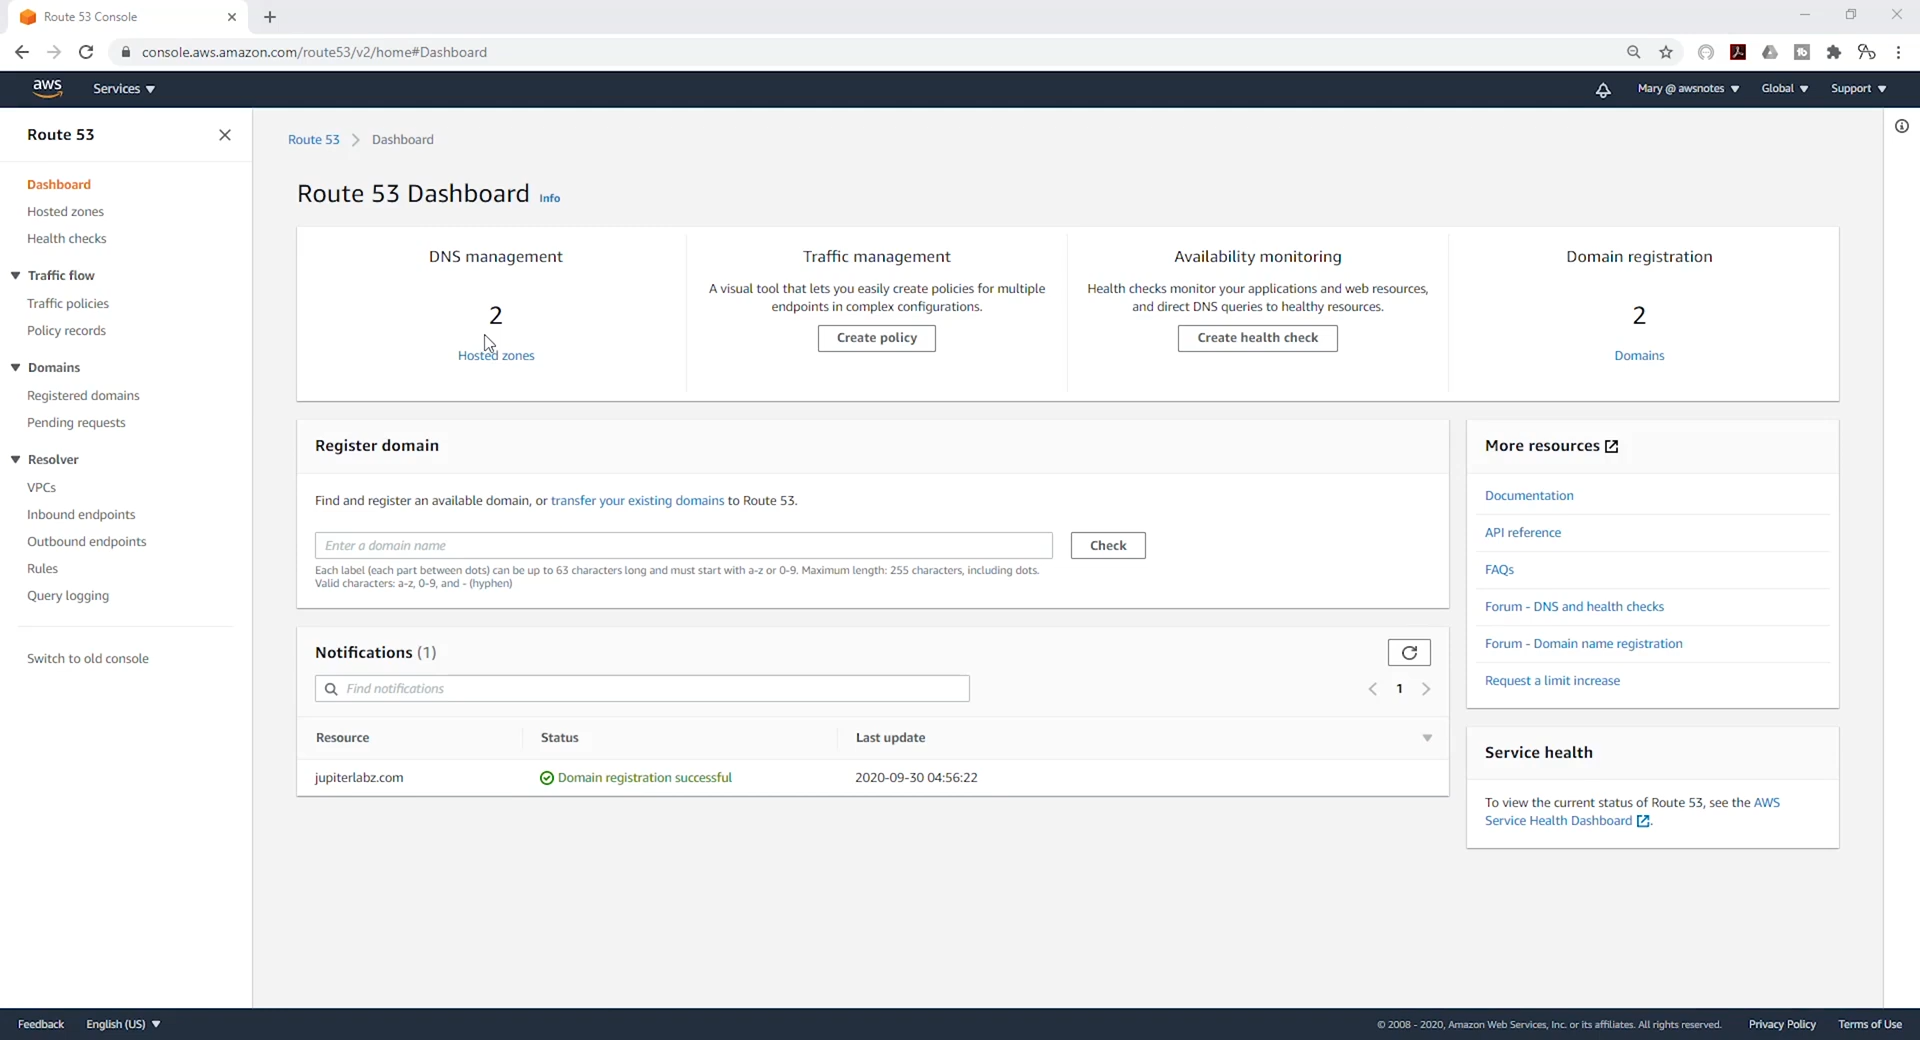 Route 53 Console
console.aws.amazon.com/route53/v2/home#Dashboard
aws
Services
Mary @ awsnotes
Global
Support
Route 53
Dashboard
Hosted zones
Health checks
Traffic flow
Traffic policies
Policy records
Domains
Registered domains
Pending requests
Resolver
VPCs
Inbound endpoints
Outbound endpoints
Rules
Query logging
Switch to old console
Route 53 Dashboard
Route 53 Dashboard Info
DNS management
2
Hosted zones
Traffic management
A visual tool that lets you easily create policies for multiple
endpoints in complex configurations.
Create policy
Availability monitoring
Health checks monitor your applications and web resources,
and direct DNS queries to healthy resources.
Create health check
Domain registration
2
Domains
Register domain
Find and register an available domain, or transfer your existing domains to Route 53.
Enter a domain name
Check
Each label (each part between dots) can be up to 63 characters long and must start with a-z or 0-9. Maximum length: 255 characters, including dots.
Valid characters: a-z, 0-9, and - (hyphen)
Notifications (1)
Find notifications
1
Resource Status Last update
jupiterlabz.com Domain registration successful 2020-09-30 04:56:22
More resources
Documentation
API reference
FAQs
Forum - DNS and health checks
Forum - Domain name registration
Request a limit increase
Service health
To view the current status of Route 53, see the AWS
Service Health Dashboard .
Feedback
English (US)
© 2008 - 2020, Amazon Web Services, Inc. or its affiliates. All rights reserved.
Privacy Policy
Terms of Use